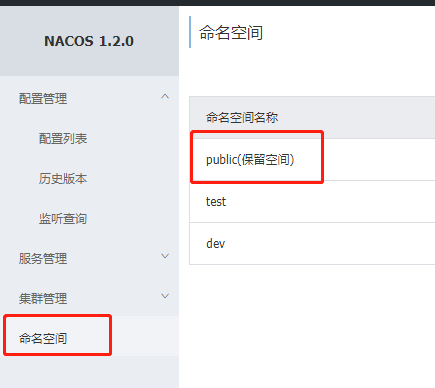 NACOS 1.2.0
配置管理
配置列表
历史版本
监听查询
服务管理
集群管理
命名空间
命名空间
命名空间名称
public(保留空间)
test
dev